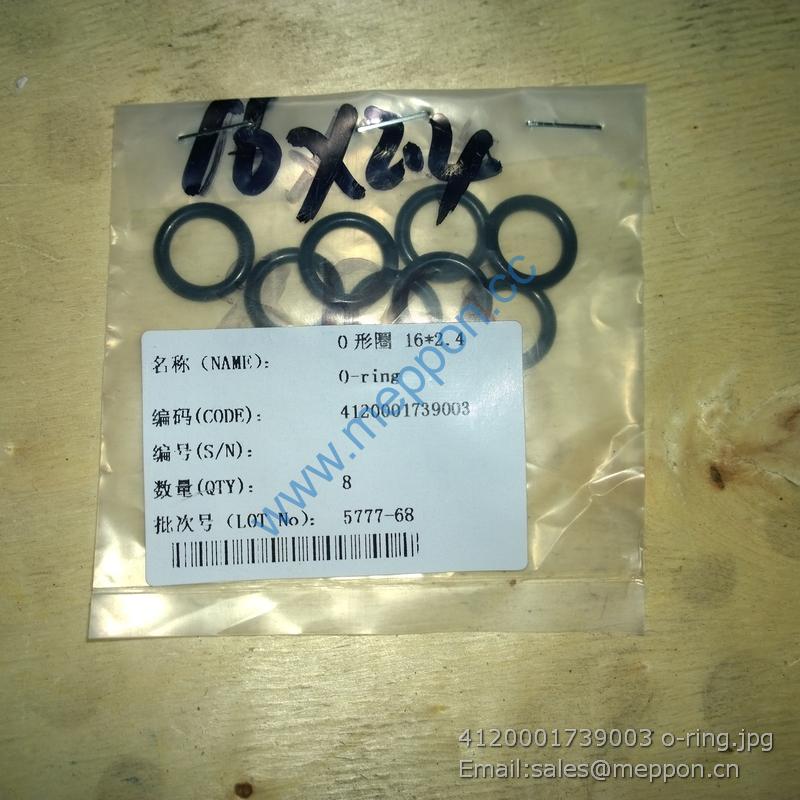 16x2.4
O形圈 16*2.4
名称（NAME）：
O-ring
编码(CODE)： 4120001739003
编号(S/N)：
数量(QTY)： 8
批次号（LOT No）： 5777-68
www.meppon.cc
4120001739003 o-ring.jpg
Email:sales@meppon.cn